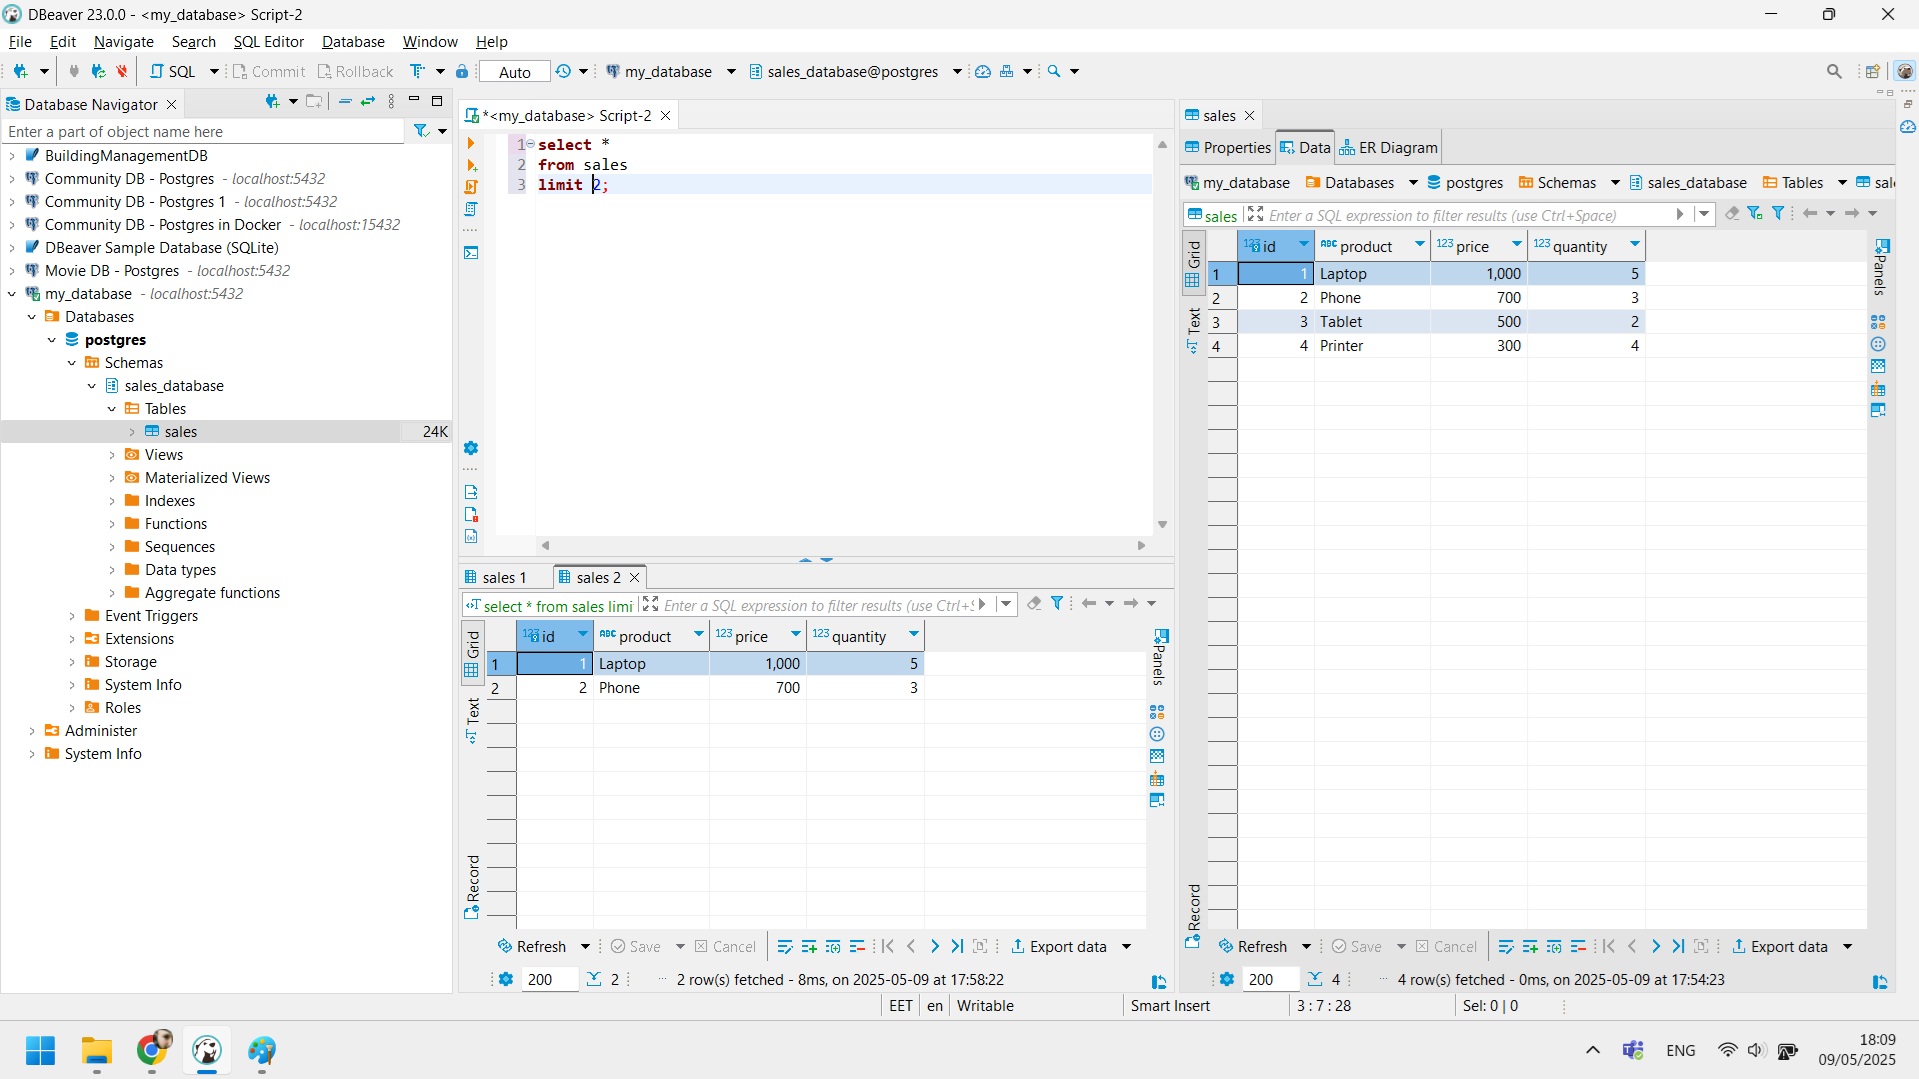 DBeaver 23.0.0 - <my_database> Script-2
File Edit Navigate Search SQL Editor Database Window Help
SQL Commit Rollback Auto my_database sales_database@postgres
Database Navigator
Enter a part of object name here
BuildingManagementDB
Community DB - Postgres - localhost:5432
Community DB - Postgres 1 - localhost:5432
Community DB - Postgres in Docker - localhost:15432
DBeaver Sample Database (SQLite)
Movie DB - Postgres - localhost:5432
my_database - localhost:5432
Databases
postgres
Schemas
sales_database
Tables
sales 24K
Views
Materialized Views
Indexes
Functions
Sequences
Data types
Aggregate functions
Event Triggers
Extensions
Storage
System Info
Roles
Administer
System Info
*<my_database> Script-2
1 select *
2 from sales
3 limit 2;
sales 1 sales 2
select * from sales limi Enter a SQL expression to filter results (use Ctrl+S
Grid
Text
Record
123 id ABC product 123 price 123 quantity
1 1 Laptop 1,000 5
2 2 Phone 700 3
Panels
Refresh Save Cancel Export data
200 2 2 row(s) fetched - 8ms, on 2025-05-09 at 17:58:22
sales
Properties Data ER Diagram
my_database Databases postgres Schemas sales_database Tables sal
sales Enter a SQL expression to filter results (use Ctrl+Space)
Grid
Text
Record
123 id ABC product 123 price 123 quantity
1 1 Laptop 1,000 5
2 2 Phone 700 3
3 3 Tablet 500 2
4 4 Printer 300 4
Panels
Refresh Save Cancel Export data
200 4 4 row(s) fetched - 0ms, on 2025-05-09 at 17:54:23
EET en Writable Smart Insert 3 : 7 : 28 Sel: 0 | 0
ENG 18:09
09/05/2025